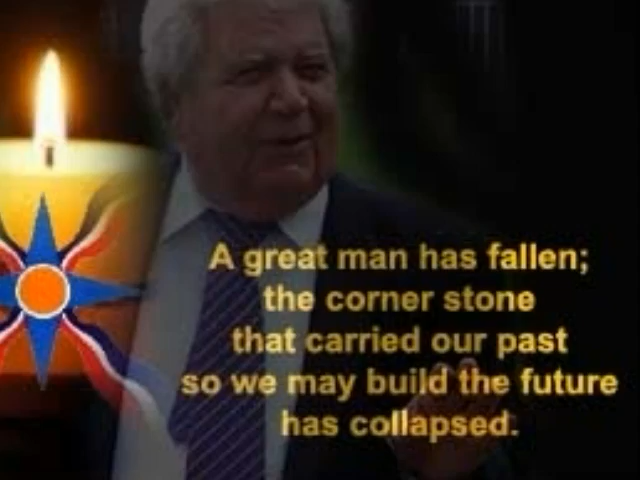 A great man has fallen;
the corner stone
that carried our past
so we may build the future
has collapsed.